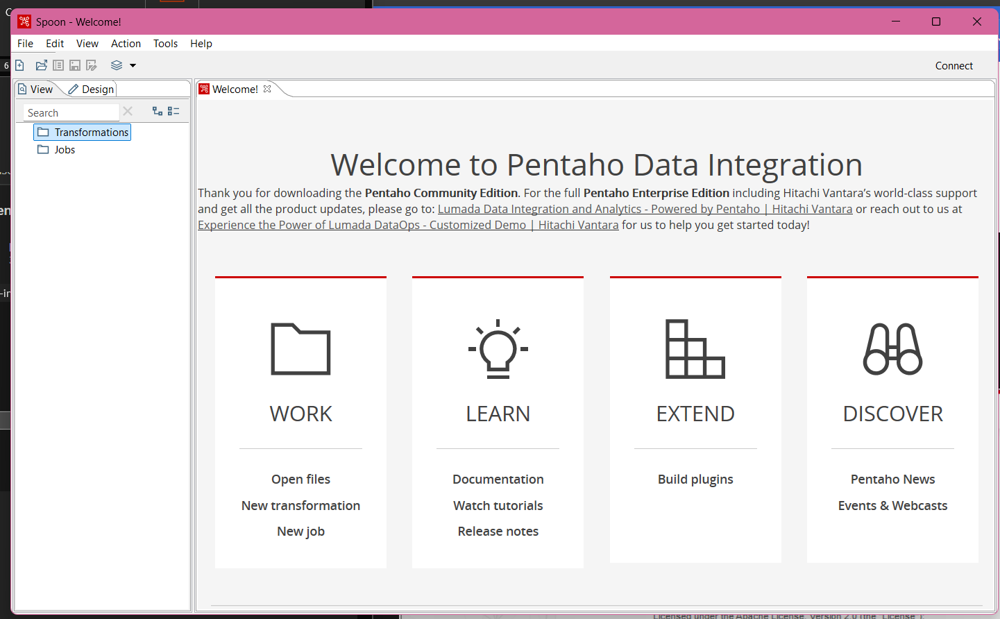 Spoon - Welcome!
File Edit View Action Tools Help
Connect
View Design
Search
Transformations
Jobs
Welcome!
Welcome to Pentaho Data Integration
Thank you for downloading the Pentaho Community Edition. For the full Pentaho Enterprise Edition including Hitachi Vantara’s world-class support
and get all the product updates, please go to: Lumada Data Integration and Analytics - Powered by Pentaho | Hitachi Vantara or reach out to us at
Experience the Power of Lumada DataOps - Customized Demo | Hitachi Vantara for us to help you get started today!
WORK
Open files
New transformation
New job
LEARN
Documentation
Watch tutorials
Release notes
EXTEND
Build plugins
DISCOVER
Pentaho News
Events & Webcasts
6
en
-in
Licensed under the Apache License, Version 2.0 (the "License");